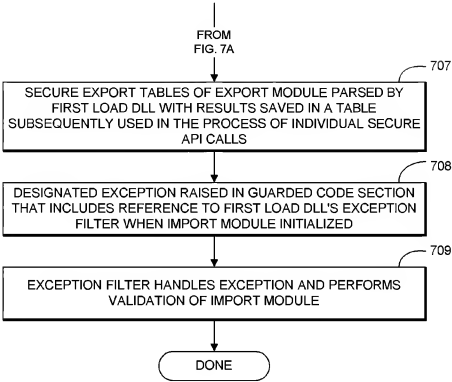 FROM
FIG. 7A
707
SECURE EXPORT TABLES OF EXPORT MODULE PARSED BY
FIRST LOAD DLL WITH RESULTS SAVED IN A TABLE
SUBSEQUENTLY USED IN THE PROCESS OF INDIVIDUAL SECURE
API CALLS
708
DESIGNATED EXCEPTION RAISED IN GUARDED CODE SECTION
THAT INCLUDES REFERENCE TO FIRST LOAD DLL'S EXCEPTION
FILTER WHEN IMPORT MODULE INITIALIZED
709
EXCEPTION FILTER HANDLES EXCEPTION AND PERFORMS
VALIDATION OF IMPORT MODULE
DONE